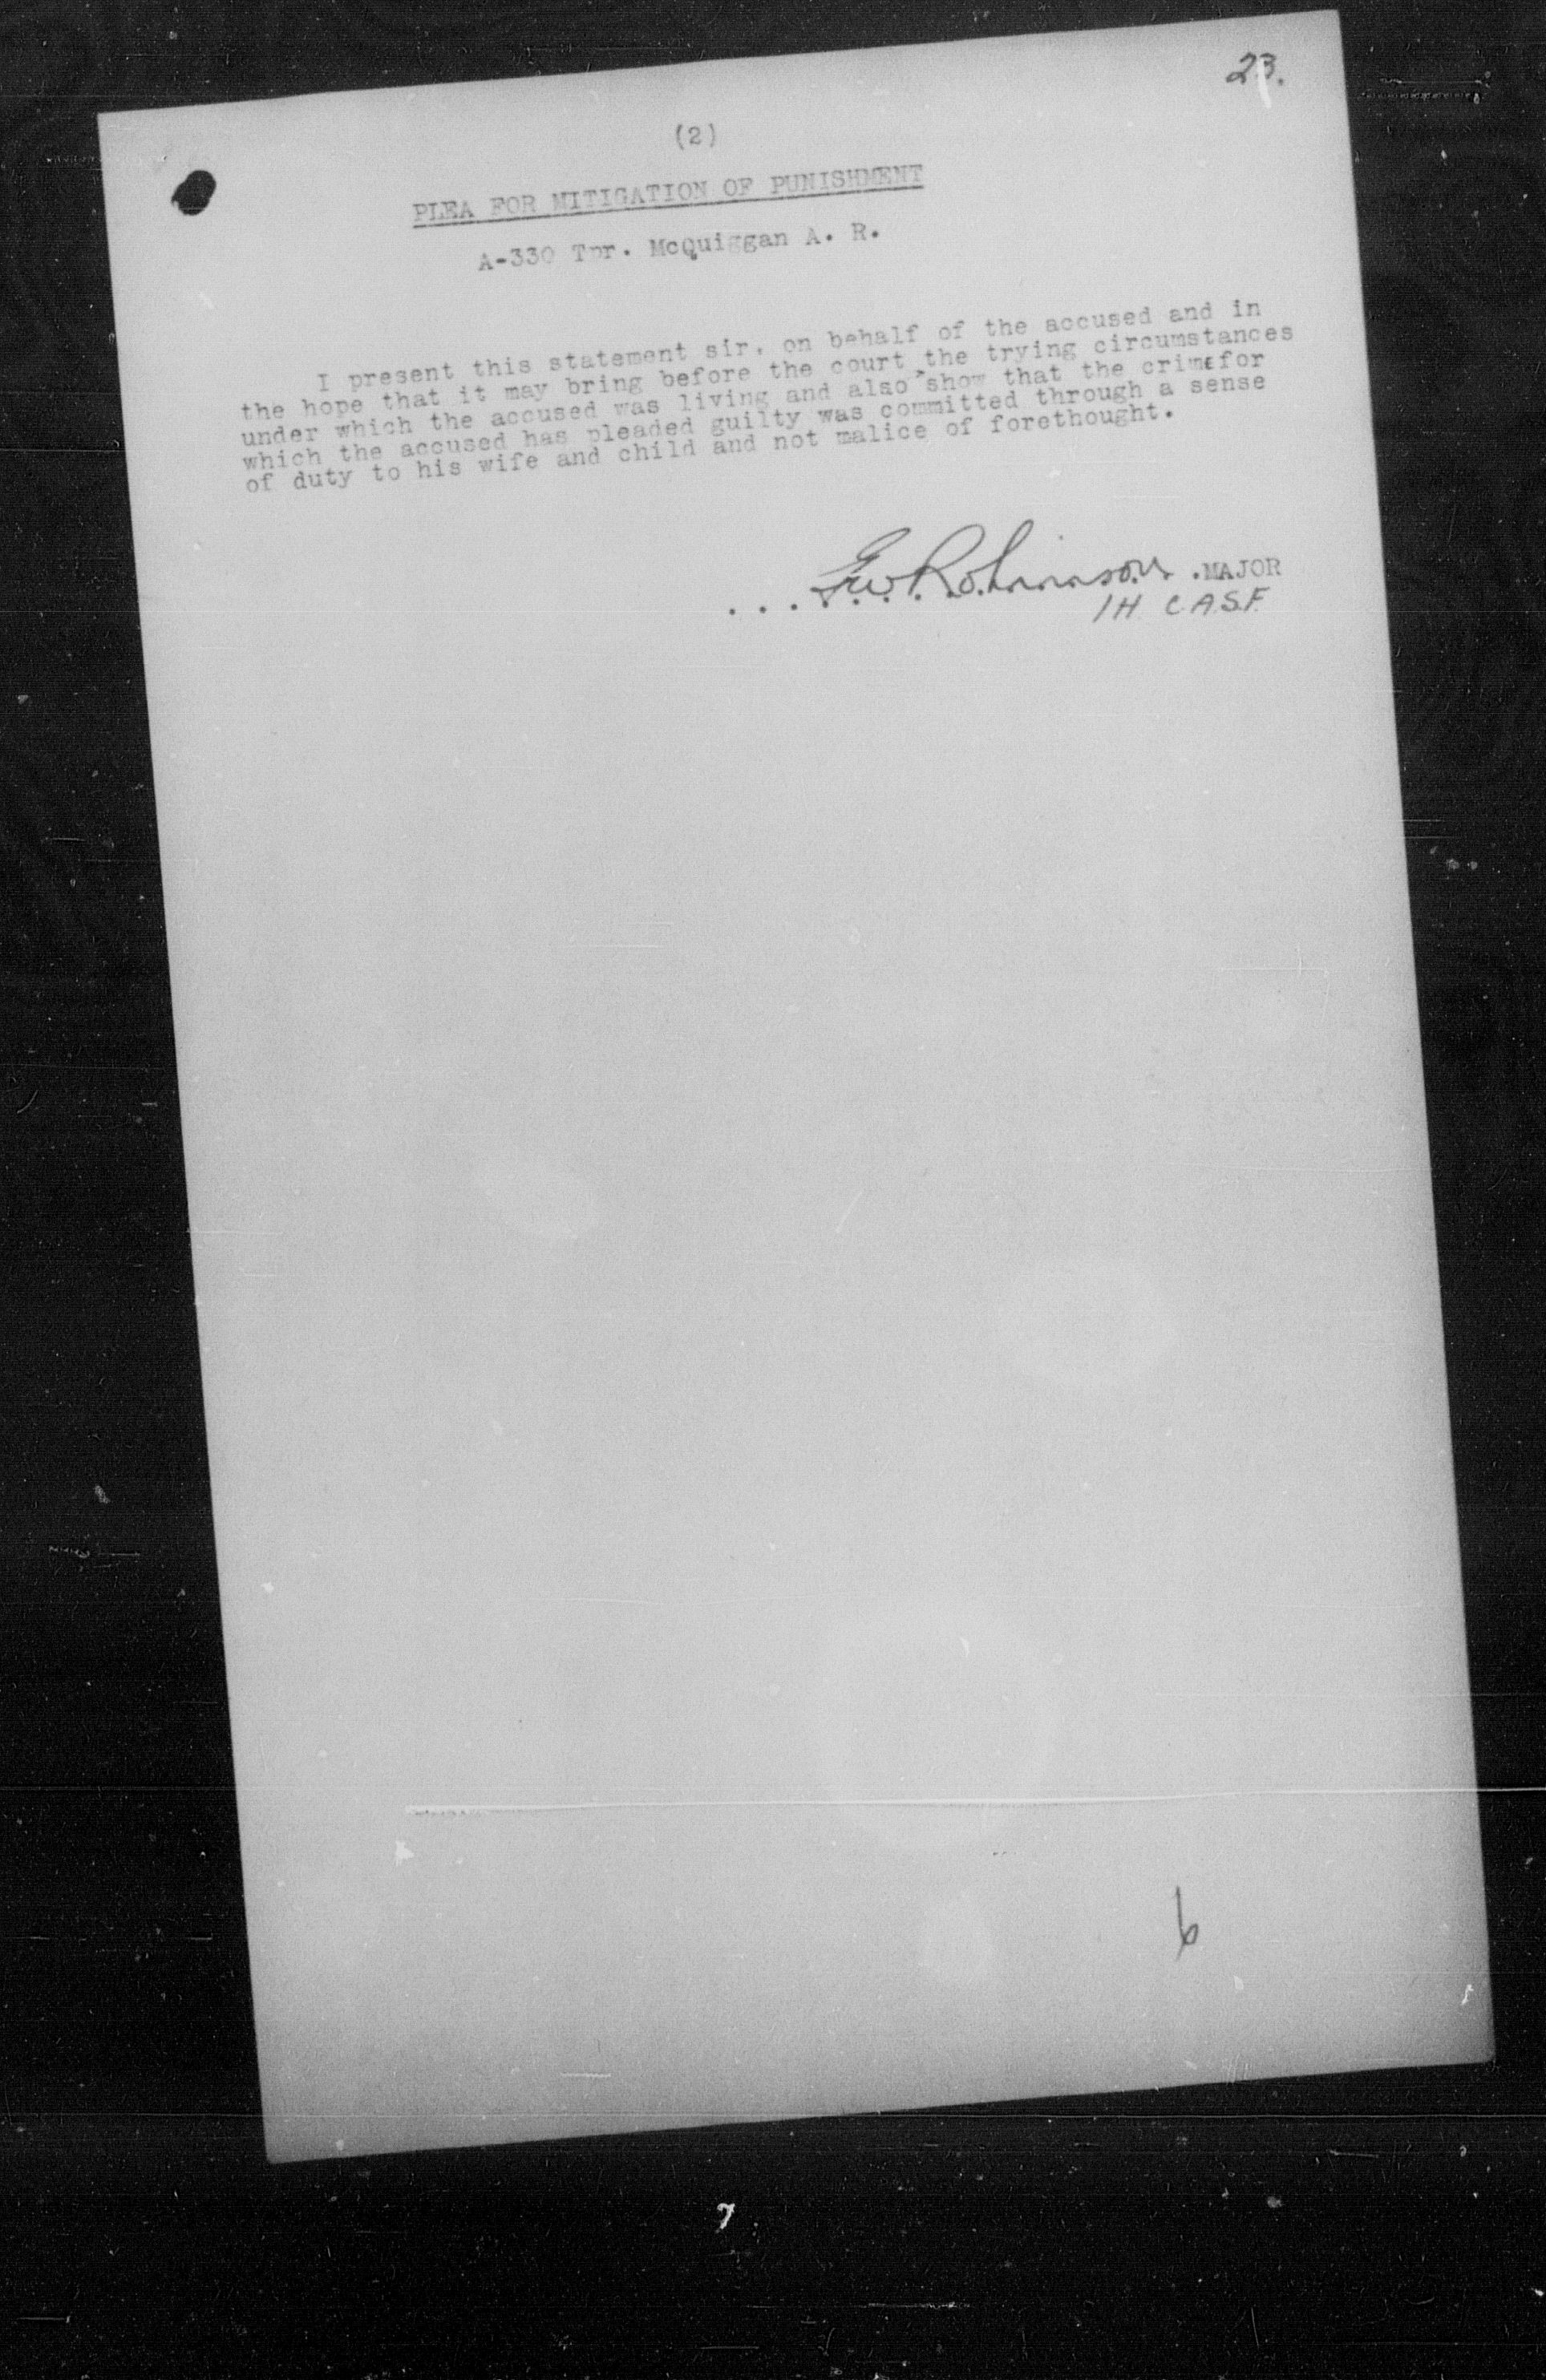 23.
(2)
PLEA FOR MITIGATION OF PUNISHMENT
A-330 Tpr. McQuiggan A. R.
I present this statement sir, on behalf of the accused and in
the hope that it may bring before the court the trying circumstances
under which the accused was living and also show that the crime for
which the accused has pleaded guilty was committed through a sense
of duty to his wife and child and not malice of forethought.
Robinson .MAJOR
1H C.A.S.F.
6